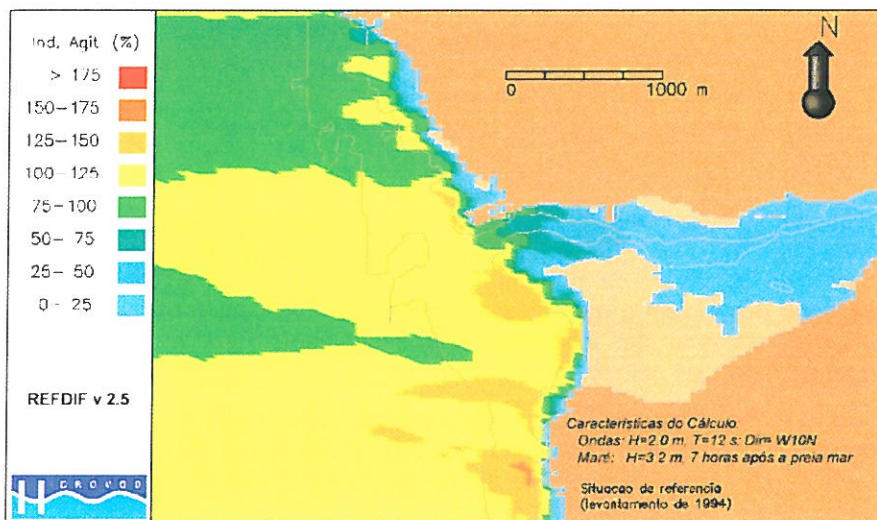 Ind. Agit (%)
> 175
150-175
125-150
100-125
75-100
50- 75
25- 50
0 - 25
REFDIF v 2.5
N
0 1000 m
Características do Cálculo.
Ondas: H=2.0 m, T=12 s; Dir= W10N
Maré: H=3.2 m, 7 horas após a preia mar
Situacao de referencia
(levantamento de 1994)